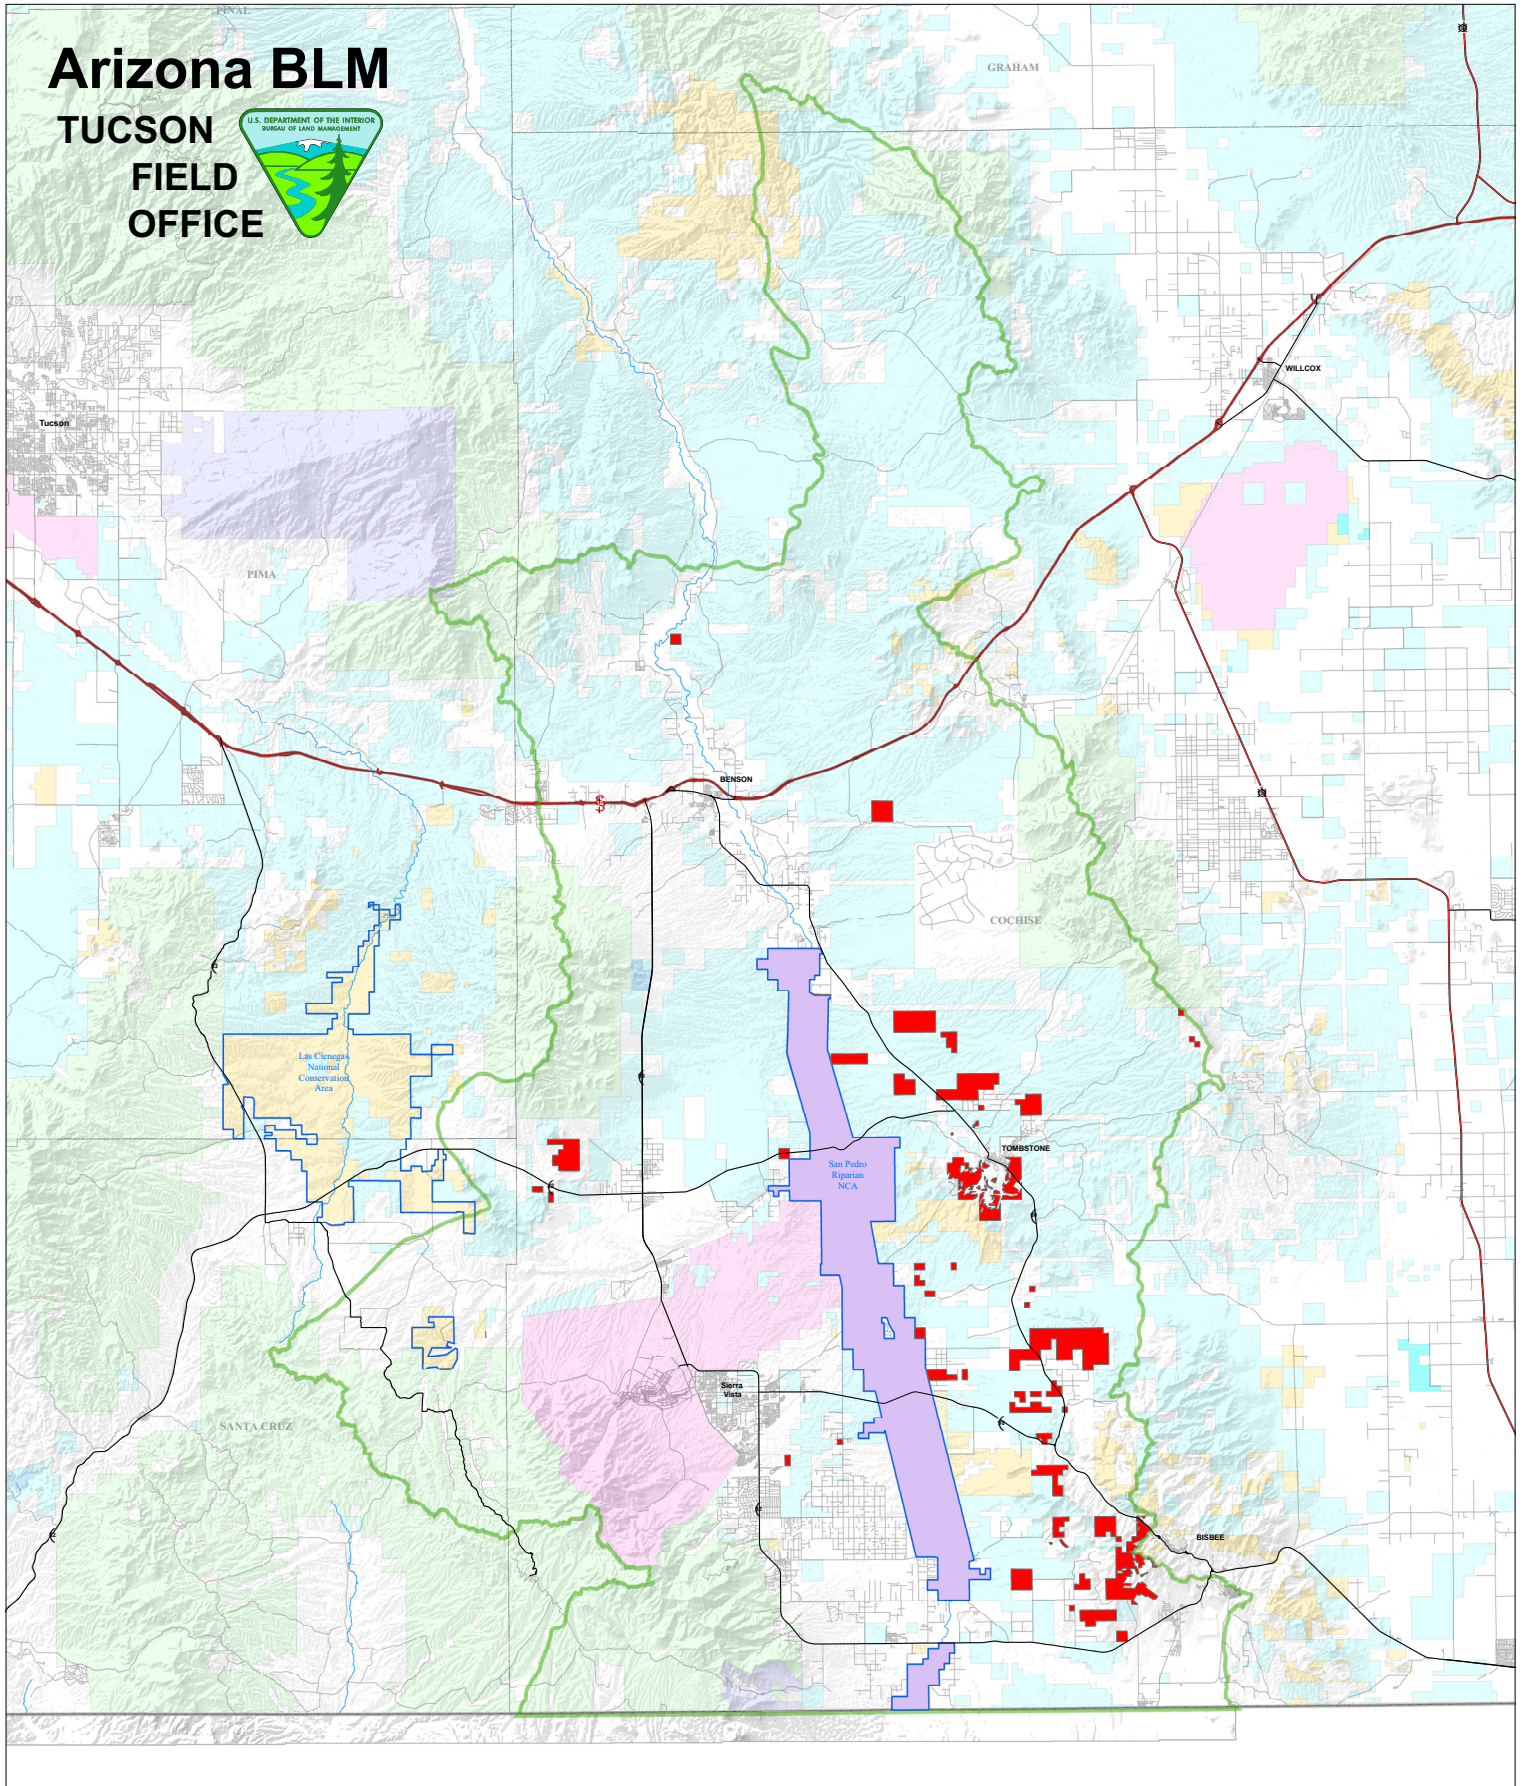 PINAL
Arizona BLM
GRAHAM
TUCSON
FIELD
OFFICE
U.S. DEPARTMENT OF THE INTERIOR
BUREAU OF LAND MANAGEMENT
WILLCOX
Tucson
PIMA
BENSON
COCHISE
Las Cienegas
National
Conservation
Area
TOMBSTONE
San Pedro
Riparian
NCA
Sierra
Vista
SANTA CRUZ
BISBEE